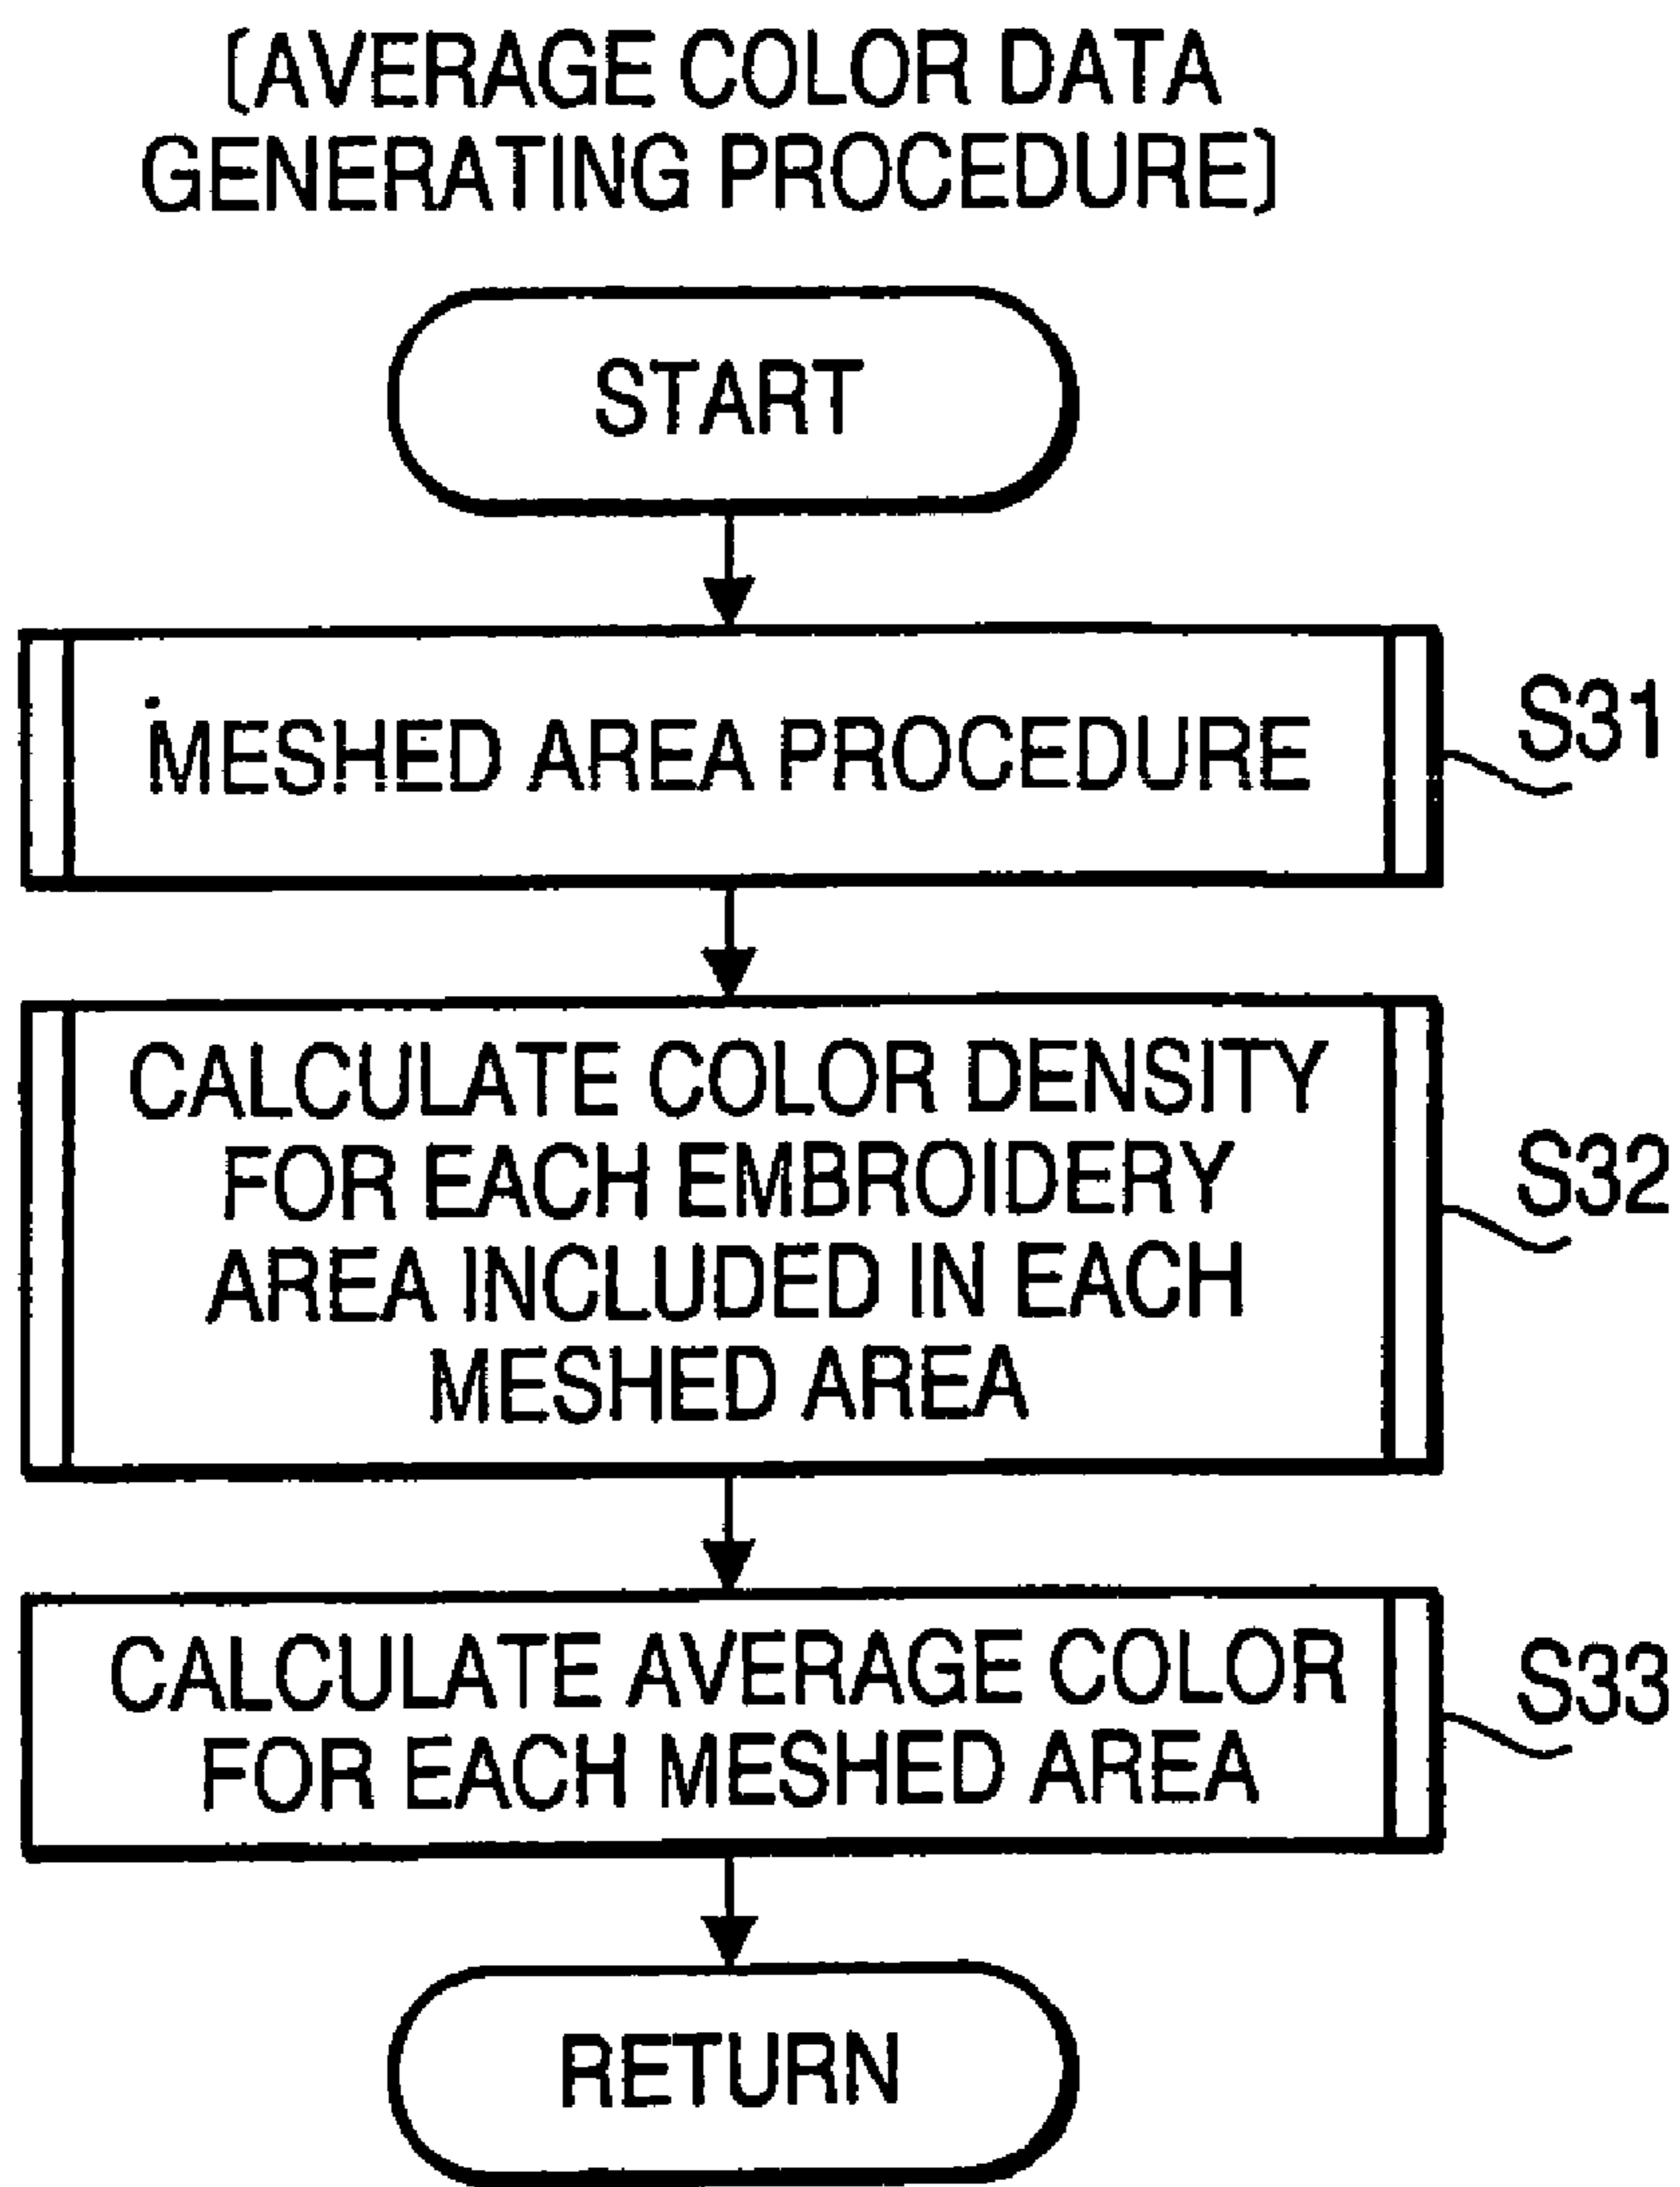 [AVERAGE COLOR DATA
GENERATING PROCEDURE]
START
MESHED AREA PROCEDURE
S31
CALCULATE COLOR DENSITY
FOR EACH EMBROIDERY
AREA INCLUDED IN EACH
MESHED AREA
S32
CALCULATE AVERAGE COLOR
FOR EACH MESHED AREA
S33
RETURN